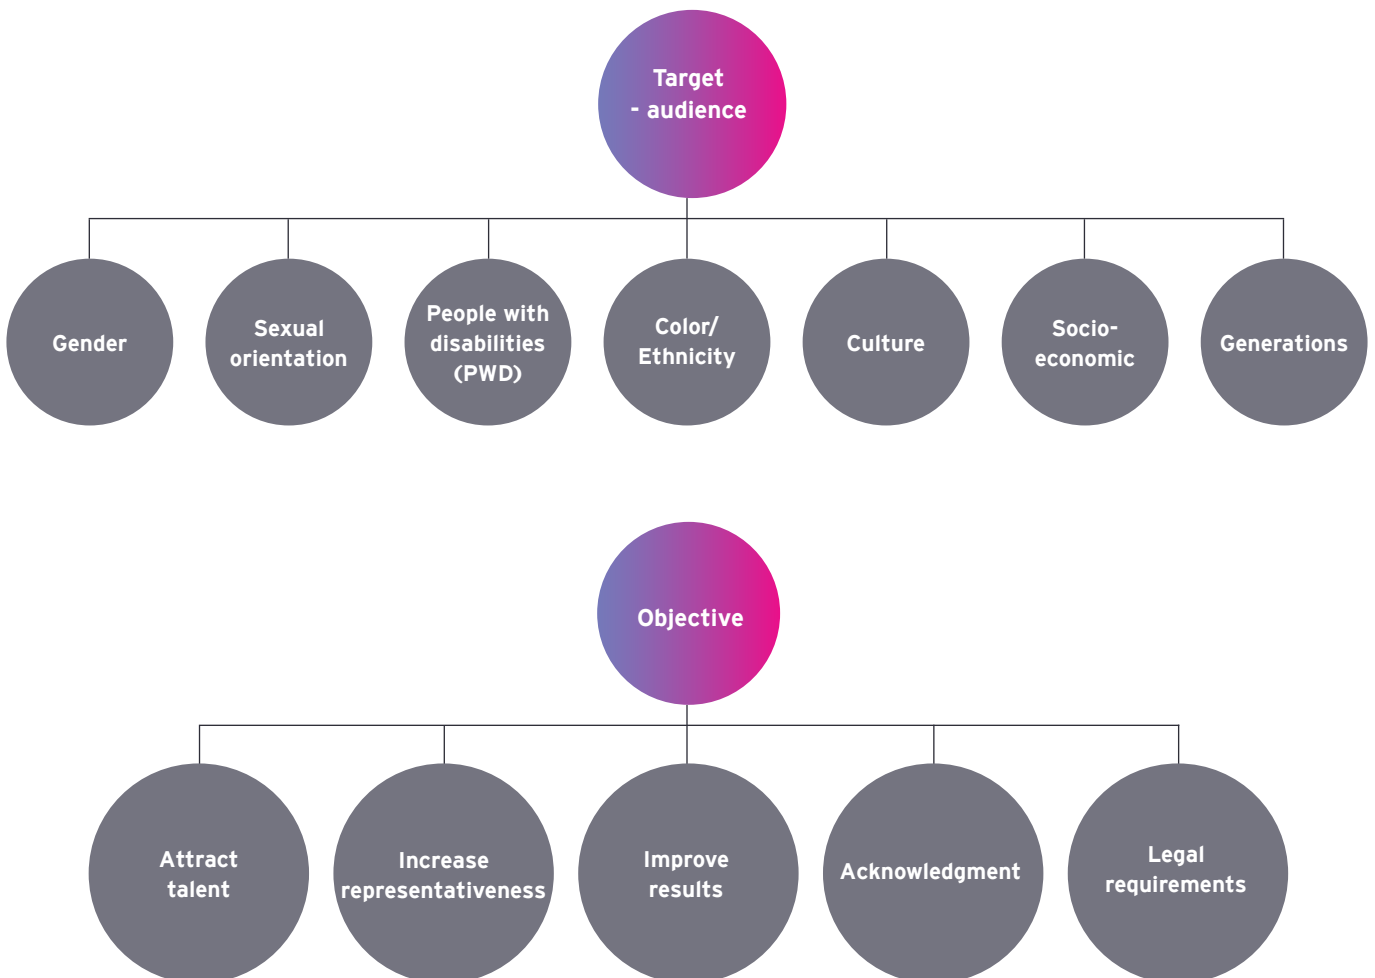 Target
- audience
Gender
Sexual
orientation
People with
disabilities
(PWD)
Color/
Ethnicity
Culture
Socio-
economic
Generations
Objective
Attract
talent
Increase
representativeness
Improve
results
Acknowledgment
Legal
requirements